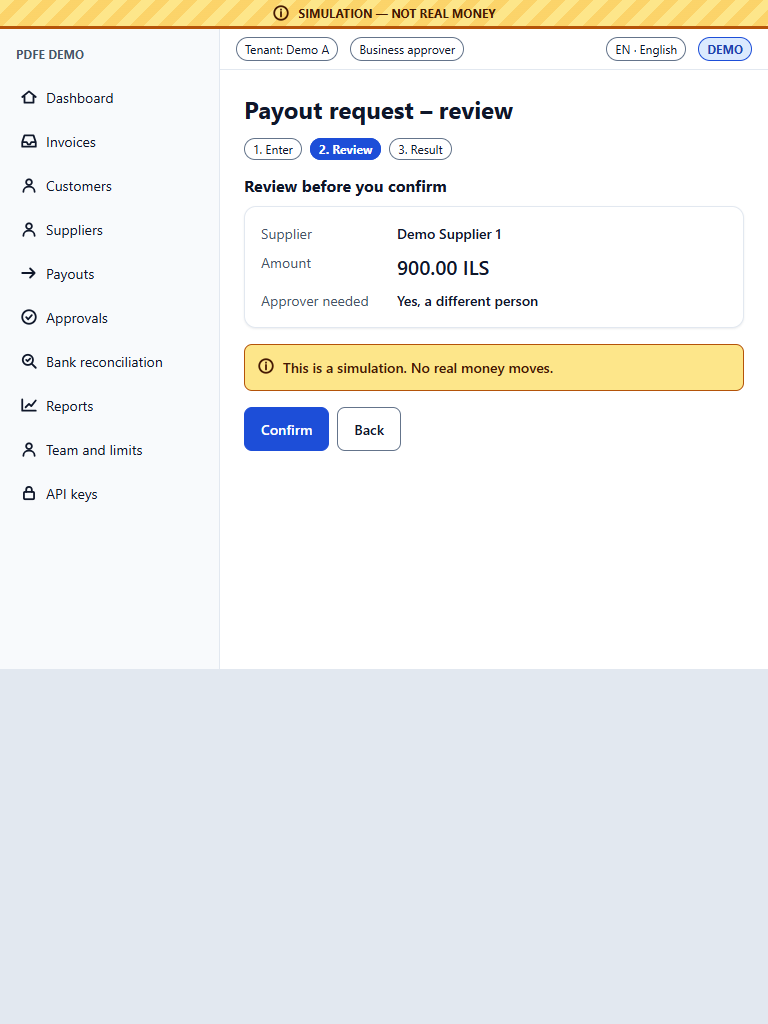 SIMULATION — NOT REAL MONEY
PDFE DEMO
Tenant: Demo A
Business approver
EN · English
DEMO
Dashboard
Invoices
Customers
Suppliers
Payouts
Approvals
Bank reconciliation
Reports
Team and limits
API keys
Payout request – review
1. Enter
2. Review
3. Result
Review before you confirm
Supplier Demo Supplier 1
Amount 900.00 ILS
Approver needed Yes, a different person
This is a simulation. No real money moves.
Confirm
Back